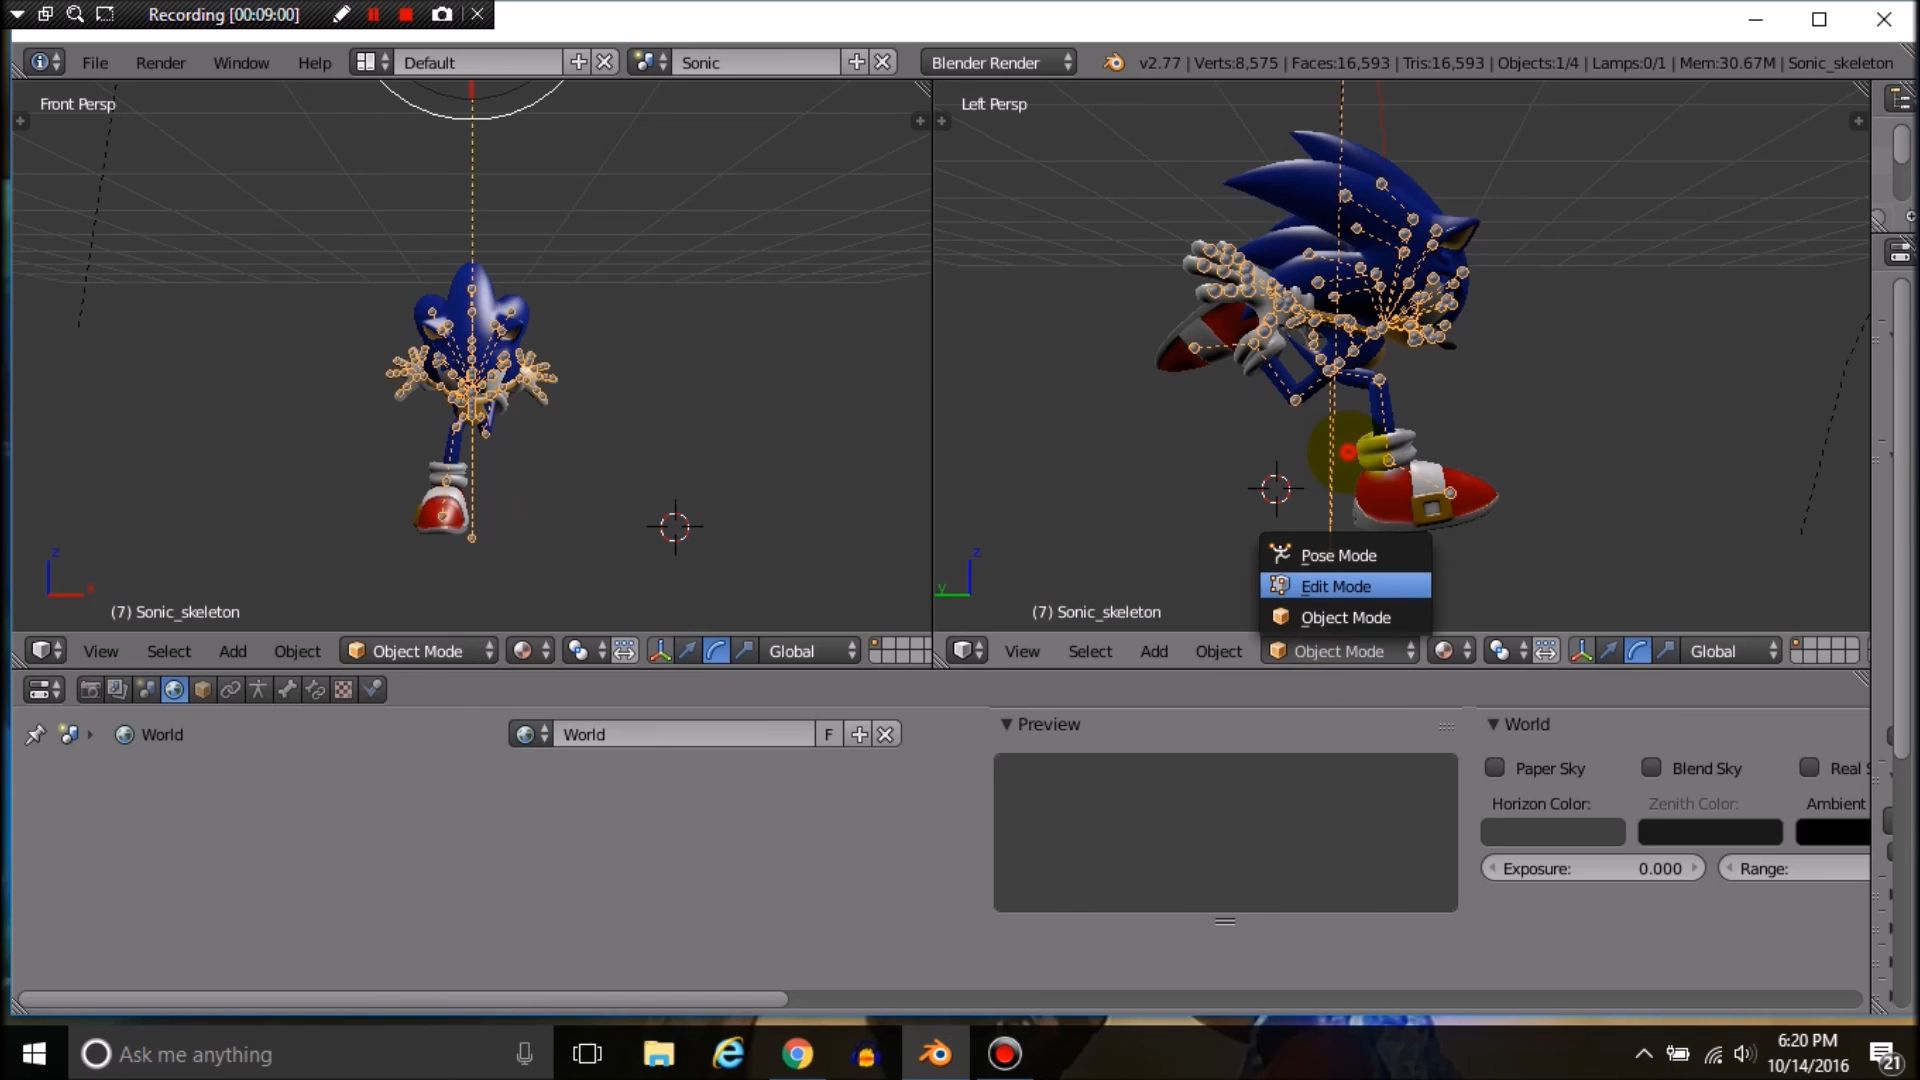 Recording [00:09:00]
File Render Window Help Default Sonic Blender Render v2.77 | Verts:8,575 | Faces:16,593 | Tris:16,593 | Objects:1/4 | Lamps:0/1 | Mem:30.67M | Sonic_skeleton
Front Persp
Left Persp
z
x
(7) Sonic_skeleton
z
y
(7) Sonic_skeleton
Pose Mode
Edit Mode
Object Mode
View Select Add Object Object Mode Global
View Select Add Object Object Mode Global
World
World F
Preview
World
Paper Sky Blend Sky Real S
Horizon Color: Zenith Color: Ambient
Exposure: 0.000 Range:
Ask me anything
6:20 PM
10/14/2016
21